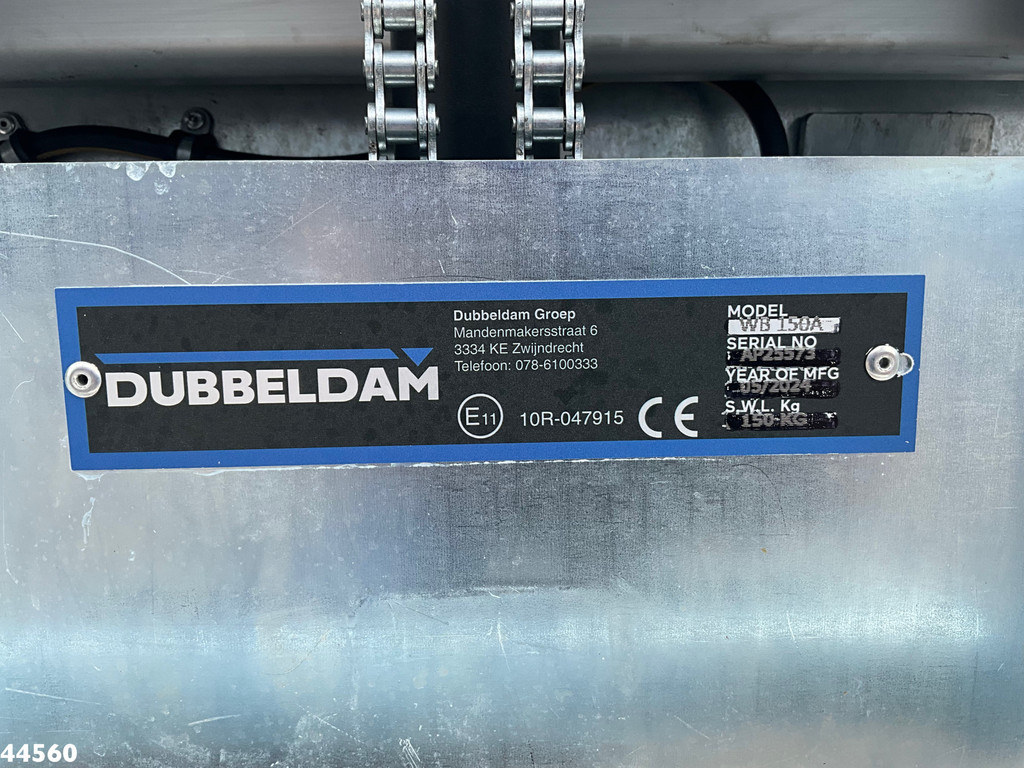 DUBBELDAM
Dubbeldam Groep
Mandenmakersstraat 6
3334 KE Zwijndrecht
Telefoon: 078-6100333
E11 10R-047915 CE
MODEL
WB 150A
SERIAL NO
AP25573
YEAR OF MFG
05/2024
S.W.L. Kg
150 KG
44560